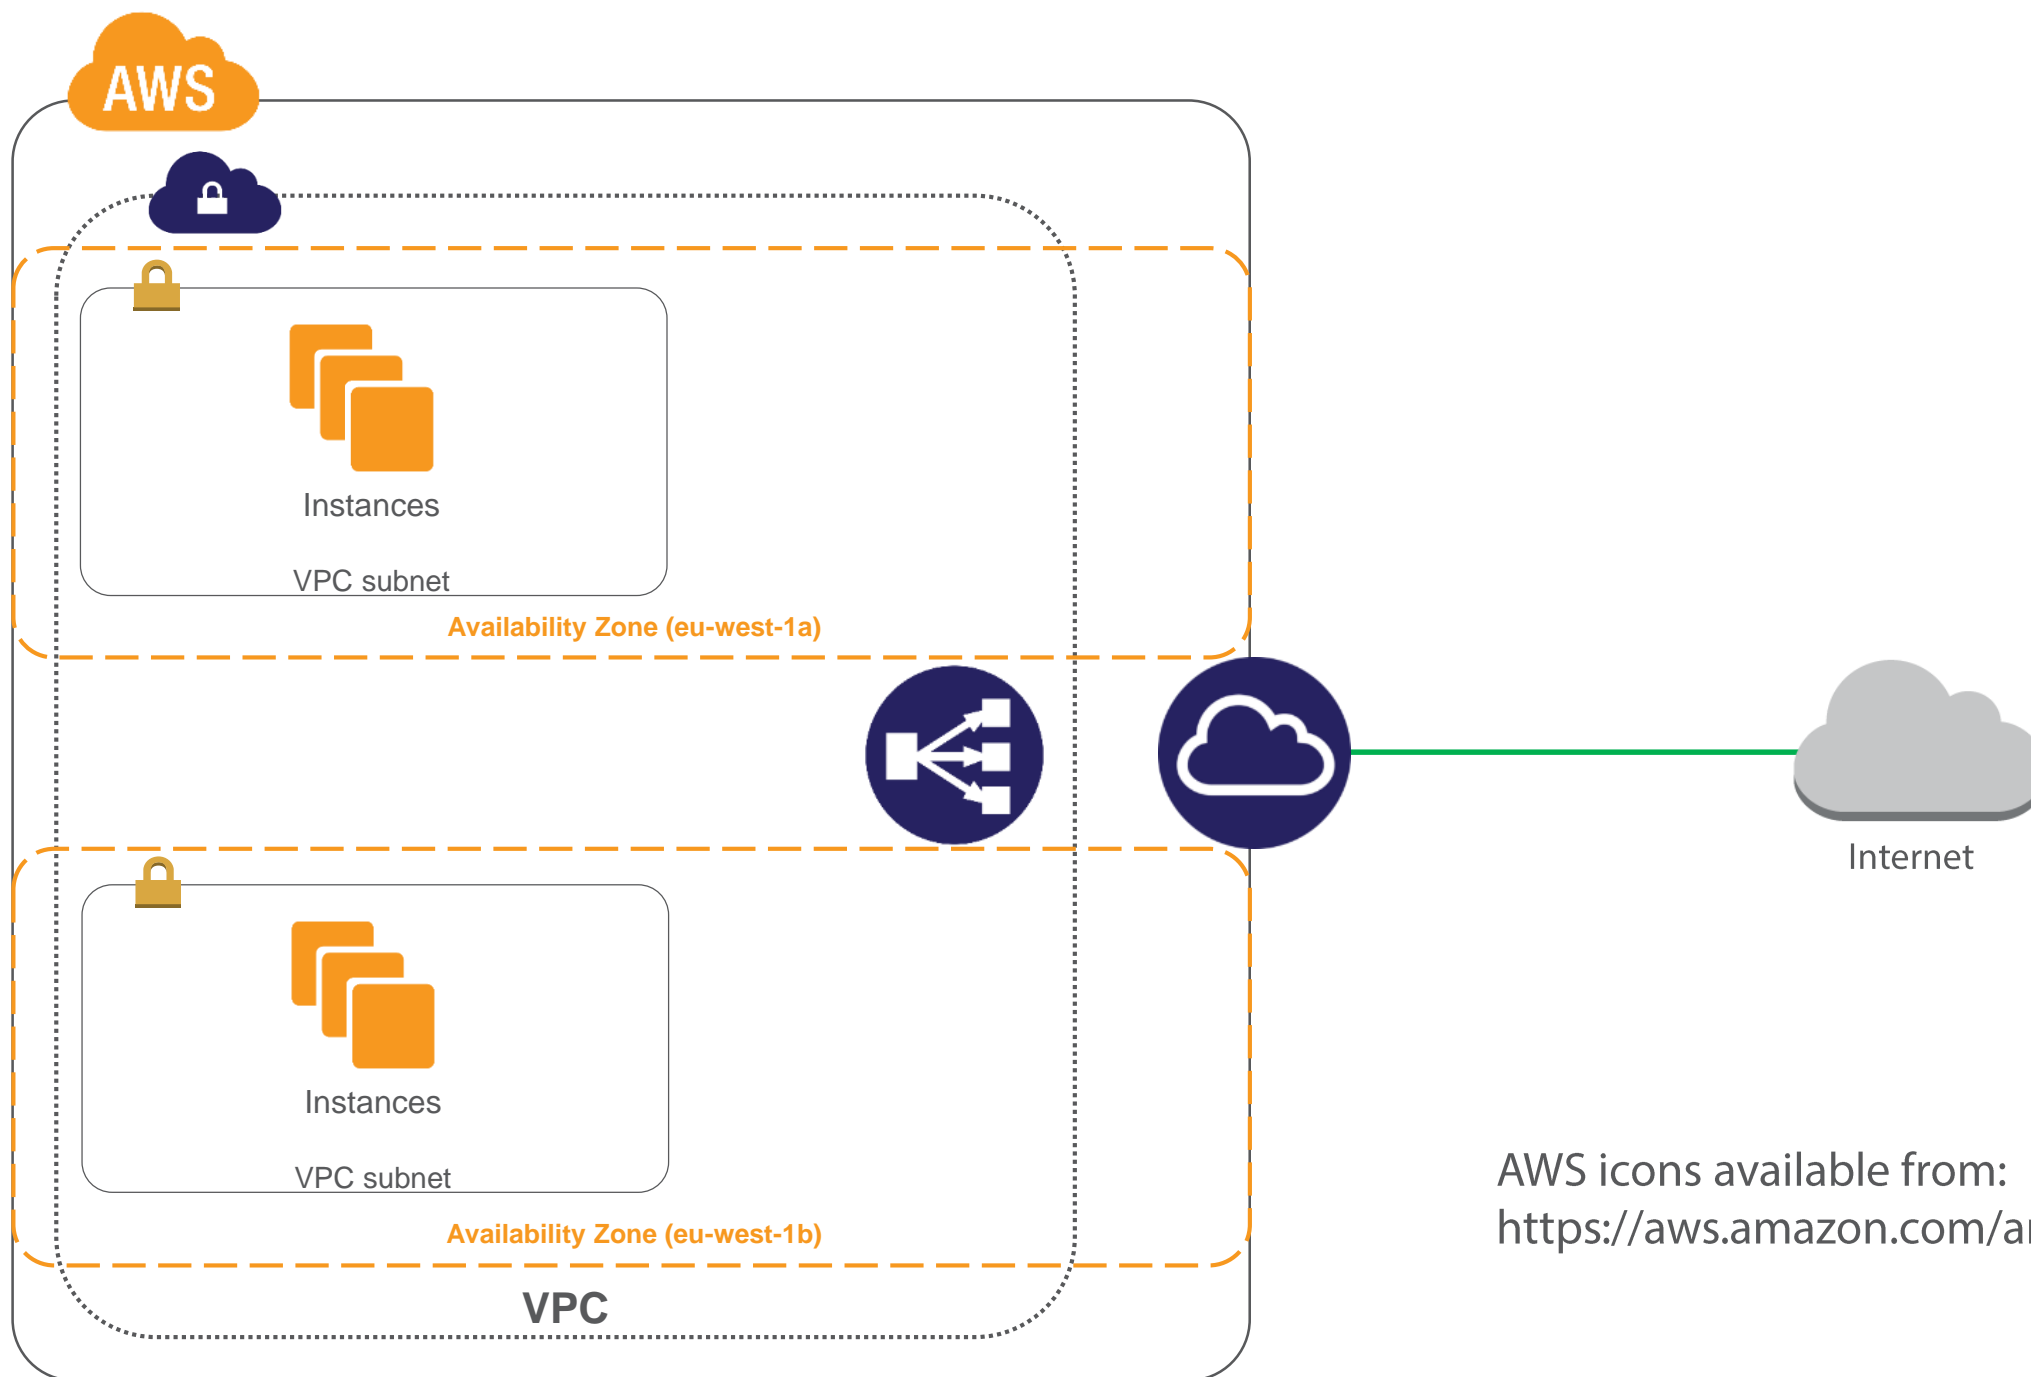 AWS
Instances
VPC subnet
Availability Zone (eu-west-1a)
Internet
Instances
VPC subnet
Availability Zone (eu-west-1b)
VPC
AWS icons available from:
https://aws.amazon.com/a